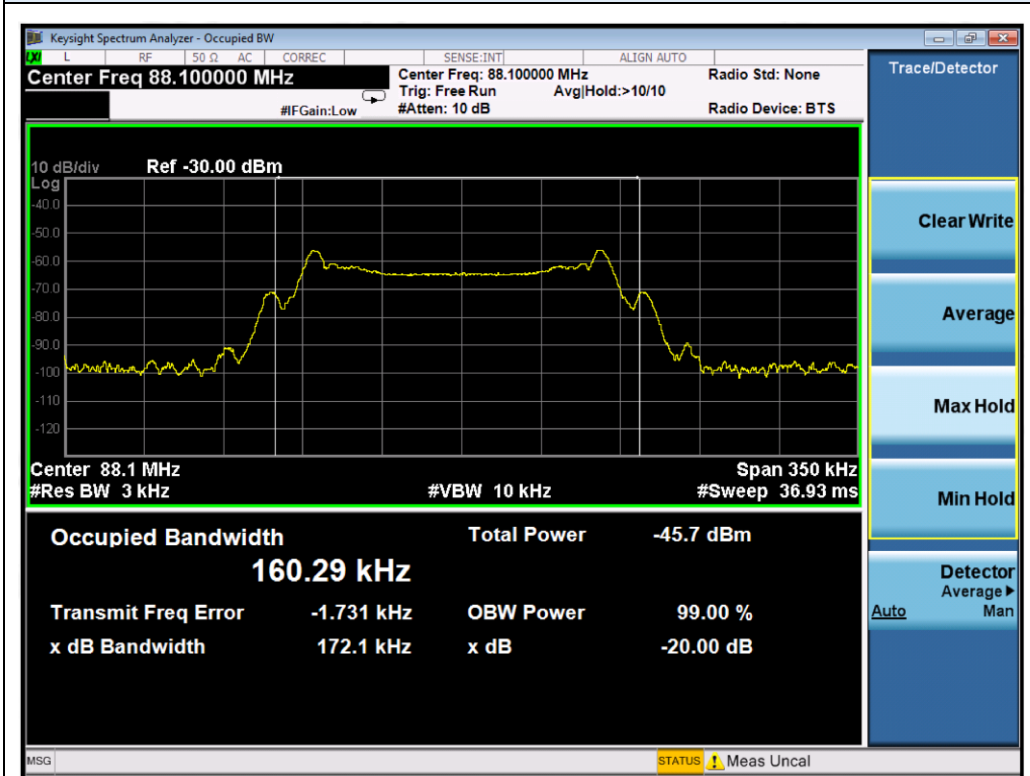 Keysight Spectrum Analyzer - Occupied BW
LXI L RF 50 Ω AC CORREC SENSE:INT ALIGN AUTO
Center Freq 88.100000 MHz
#IFGain:Low
Center Freq: 88.100000 MHz
Trig: Free Run Avg|Hold:>10/10
#Atten: 10 dB
Radio Std: None
Radio Device: BTS
Trace/Detector
10 dB/div Ref -30.00 dBm
Log
-40.0
-50.0
-60.0
-70.0
-80.0
-90.0
-100
-110
-120
Center 88.1 MHz Span 350 kHz
#Res BW 3 kHz #VBW 10 kHz #Sweep 36.93 ms
Occupied Bandwidth Total Power -45.7 dBm
160.29 kHz
Transmit Freq Error -1.731 kHz OBW Power 99.00 %
x dB Bandwidth 172.1 kHz x dB -20.00 dB
Clear Write
Average
Max Hold
Min Hold
Detector
Average▶
Auto Man
MSG STATUS Meas Uncal